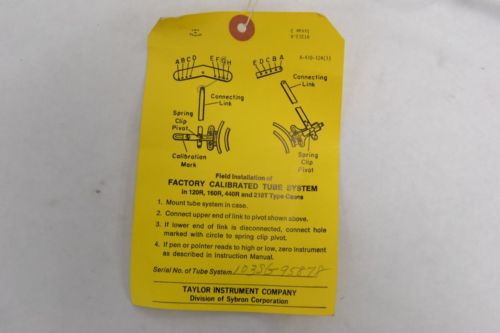 A B C D E F G H
E D C B A
Connecting
Link
Connecting
Link
Spring
Clip
Pivot
Calibration
Mark
Spring
Clip
Pivot
Field Installation of
FACTORY CALIBRATED TUBE SYSTEM
in 120R, 160R, 440R and 210T Type Cases
1. Mount tube system in case.
2. Connect upper end of link to pivot shown above.
3. If lower end of link is disconnected, connect hole
marked with circle to spring clip pivot.
4. If pen or pointer reads to high or low, zero instrument
as described in Instruction Manual.
Serial No. of Tube System 103SG95878
TAYLOR INSTRUMENT COMPANY
Division of Sybron Corporation